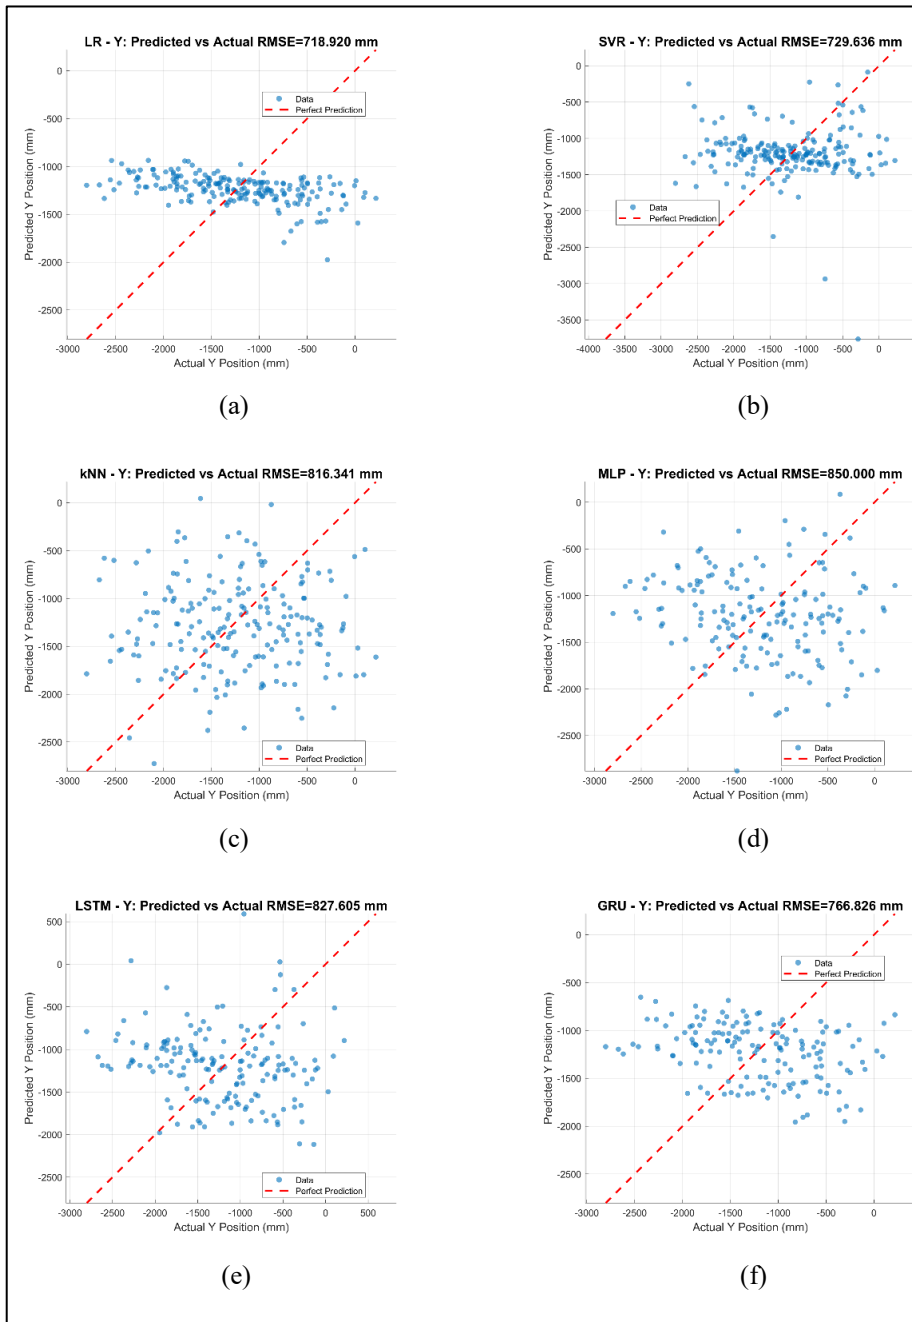 LR - Y: Predicted vs Actual RMSE=718.920 mm
0
-500
-1000
-1500
-2000
-2500
Predicted Y Position (mm)
Data
Perfect Prediction
-3000 -2500 -2000 -1500 -1000 -500 0
Actual Y Position (mm)
(a)
SVR - Y: Predicted vs Actual RMSE=729.636 mm
0
-500
-1000
-1500
-2000
-2500
-3000
-3500
Predicted Y Position (mm)
Data
Perfect Prediction
-4000 -3500 -3000 -2500 -2000 -1500 -1000 -500 0
Actual Y Position (mm)
(b)
kNN - Y: Predicted vs Actual RMSE=816.341 mm
0
-500
-1000
-1500
-2000
-2500
Predicted Y Position (mm)
Data
Perfect Prediction
-3000 -2500 -2000 -1500 -1000 -500 0
Actual Y Position (mm)
(c)
MLP - Y: Predicted vs Actual RMSE=850.000 mm
0
-500
-1000
-1500
-2000
-2500
Predicted Y Position (mm)
Data
Perfect Prediction
-3000 -2500 -2000 -1500 -1000 -500 0
Actual Y Position (mm)
(d)
LSTM - Y: Predicted vs Actual RMSE=827.605 mm
500
0
-500
-1000
-1500
-2000
-2500
Predicted Y Position (mm)
Data
Perfect Prediction
-3000 -2500 -2000 -1500 -1000 -500 0 500
Actual Y Position (mm)
(e)
GRU - Y: Predicted vs Actual RMSE=766.826 mm
0
-500
-1000
-1500
-2000
-2500
Predicted Y Position (mm)
Data
Perfect Prediction
-3000 -2500 -2000 -1500 -1000 -500 0
Actual Y Position (mm)
(f)